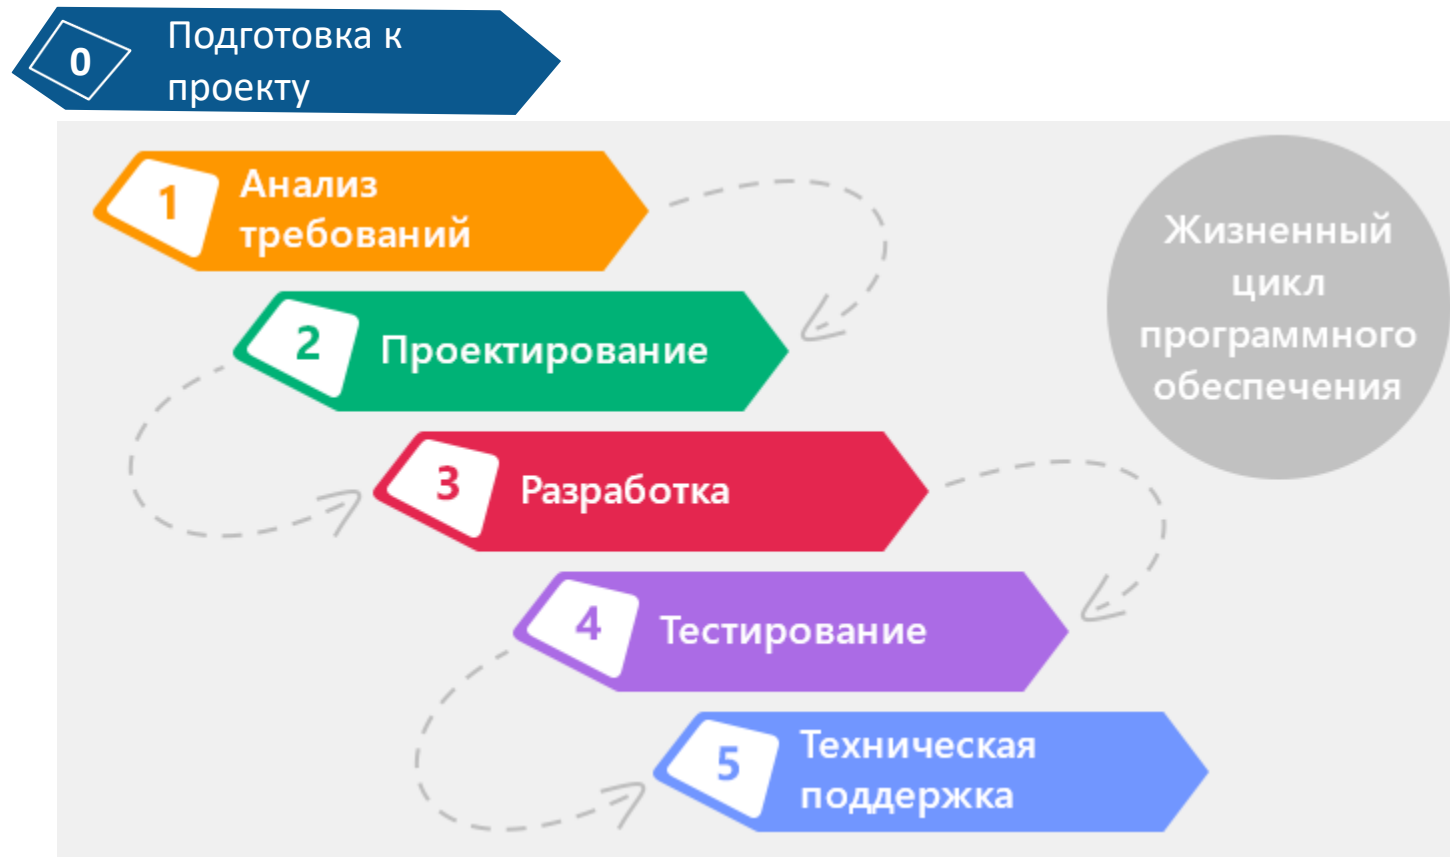 0
Подготовка к
проекту
1
Анализ
требований
2
Проектирование
3
Разработка
4
Тестирование
5
Техническая
поддержка
Жизненный
цикл
программного
обеспечения